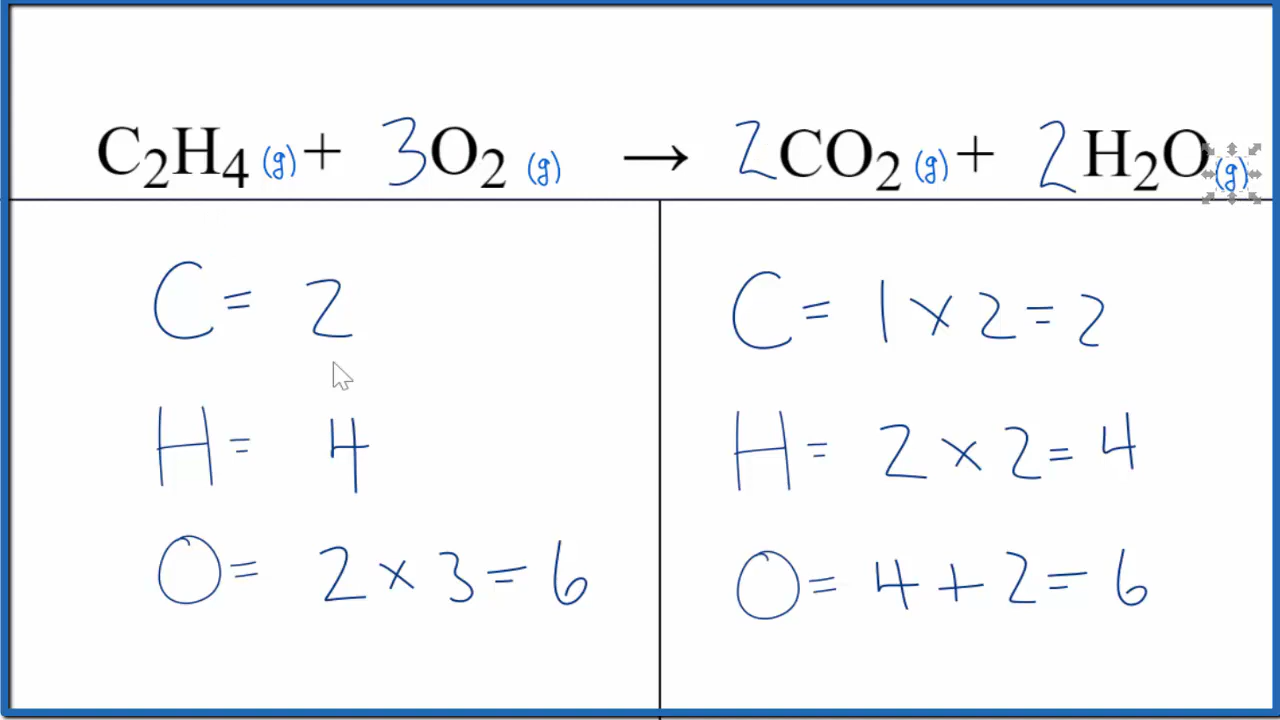 C₂H₄ (g) + 3O₂ (g) → 2CO₂ (g) + 2H₂O (g)
C = 2
H = 4
O = 2 x 3 = 6
C = 1 x 2 = 2
H = 2 x 2 = 4
O = 4 + 2 = 6